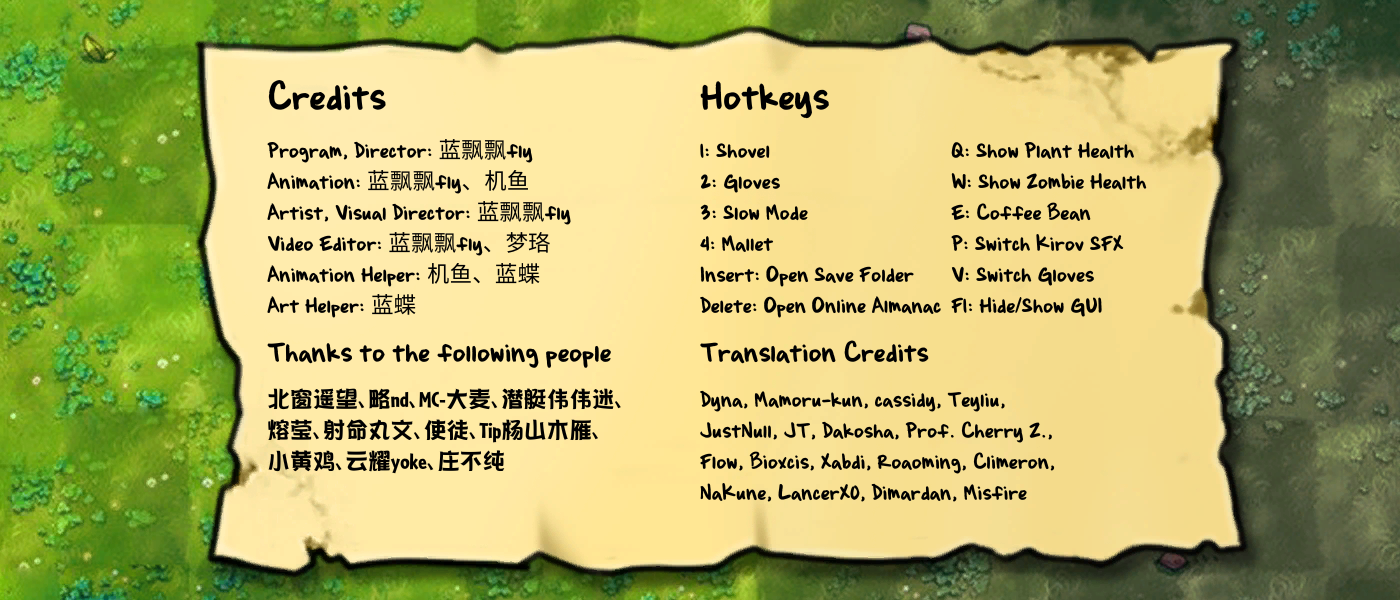 Credits
Program, Director: 蓝飘飘fly
Animation: 蓝飘飘fly、机鱼
Artist, Visual Director: 蓝飘飘fly
Video Editor: 蓝飘飘fly、梦珞
Animation Helper: 机鱼、蓝蝶
Art Helper: 蓝蝶
Thanks to the following people
北窗遥望、略nd、MC-大麦、潜艇伟伟迷、
熔莹、射命丸文、使徒、Tip杨山木雁、
小黄鸡、云耀yoke、庄不纯
Hotkeys
1: Shovel
2: Gloves
3: Slow Mode
4: Mallet
Insert: Open Save Folder
Delete: Open Online Almanac
Q: Show Plant Health
W: Show Zombie Health
E: Coffee Bean
P: Switch Kirov SFX
V: Switch Gloves
F1: Hide/Show GUI
Translation Credits
Dyna, Mamoru-kun, cassidy, Teyliu,
JustNull, JT, Dakosha, Prof. Cherry Z.,
Flow, Bioxcis, Xabdi, Roaoming, Climeron,
NaKune, LancerXO, Dimardan, Misfire